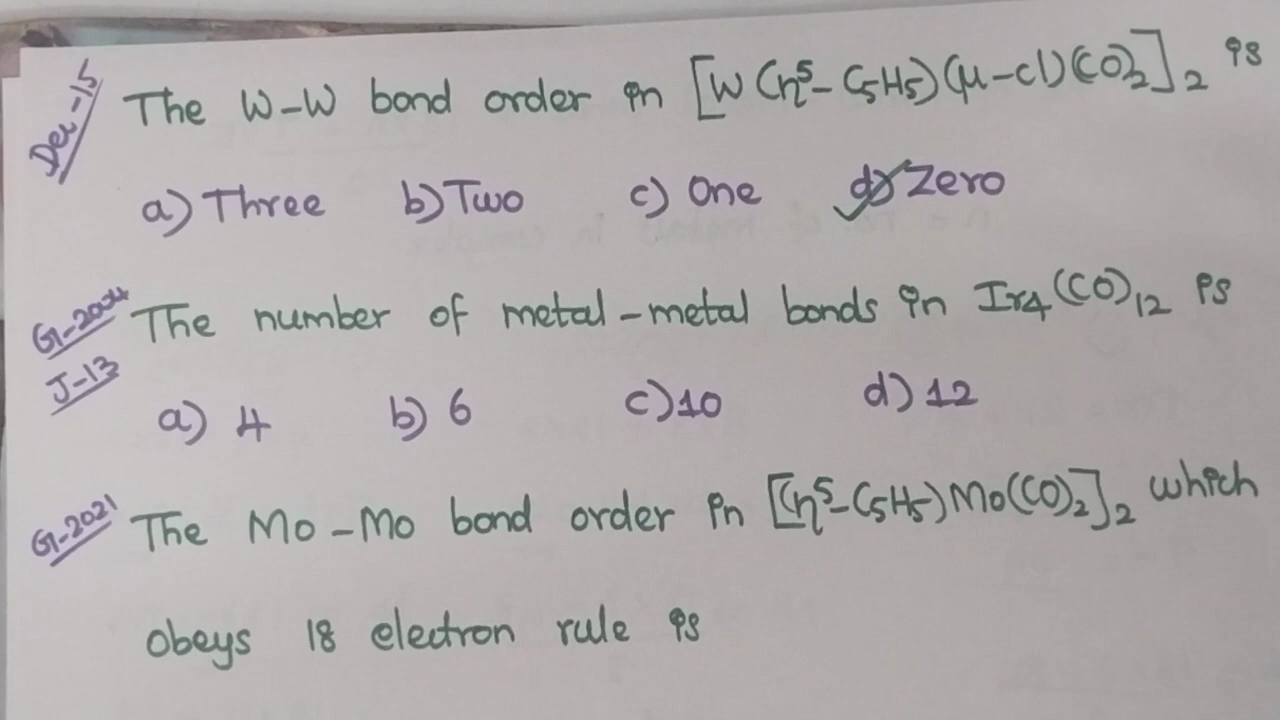 Dec-15
The W-W bond order in [W(η⁵-C₅H₅)(μ-cl)(CO)₂]₂ is
a) Three b) Two c) One d) Zero
G-2004
J-13
The number of metal-metal bonds in Ir₄(CO)₁₂ is
a) 4 b) 6 c) 10 d) 12
G-2021
The Mo-Mo bond order in [(η⁵-C₅H₅)Mo(CO)₂]₂ which
obeys 18 electron rule is